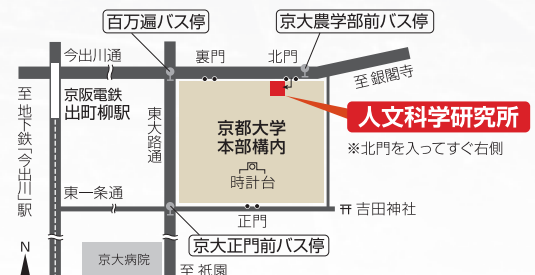 百万遍バス停
京大農学部前バス停
今出川通
裏門
北門
至 銀閣寺
至 地下鉄「今出川」駅
京阪電鉄
出町柳駅
東大路通
京都大学
本部構内
時計台
人文科学研究所
※北門を入ってすぐ右側
東一条通
正門
吉田神社
京大正門前バス停
N
京大病院
至 祇園